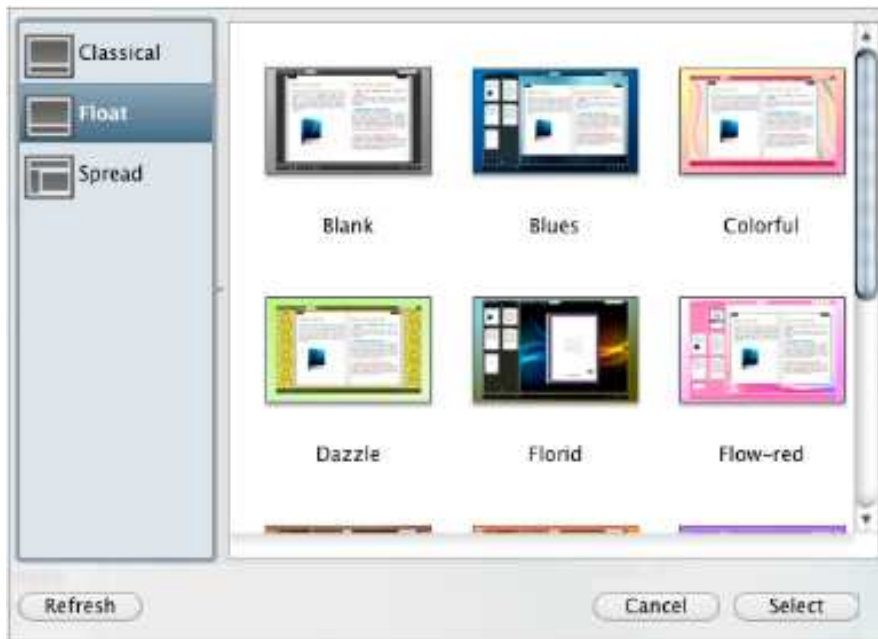 Classical
Float
Spread
Blank
Blues
Colorful
Dazzle
Florid
Flow-red
Refresh
Cancel
Select